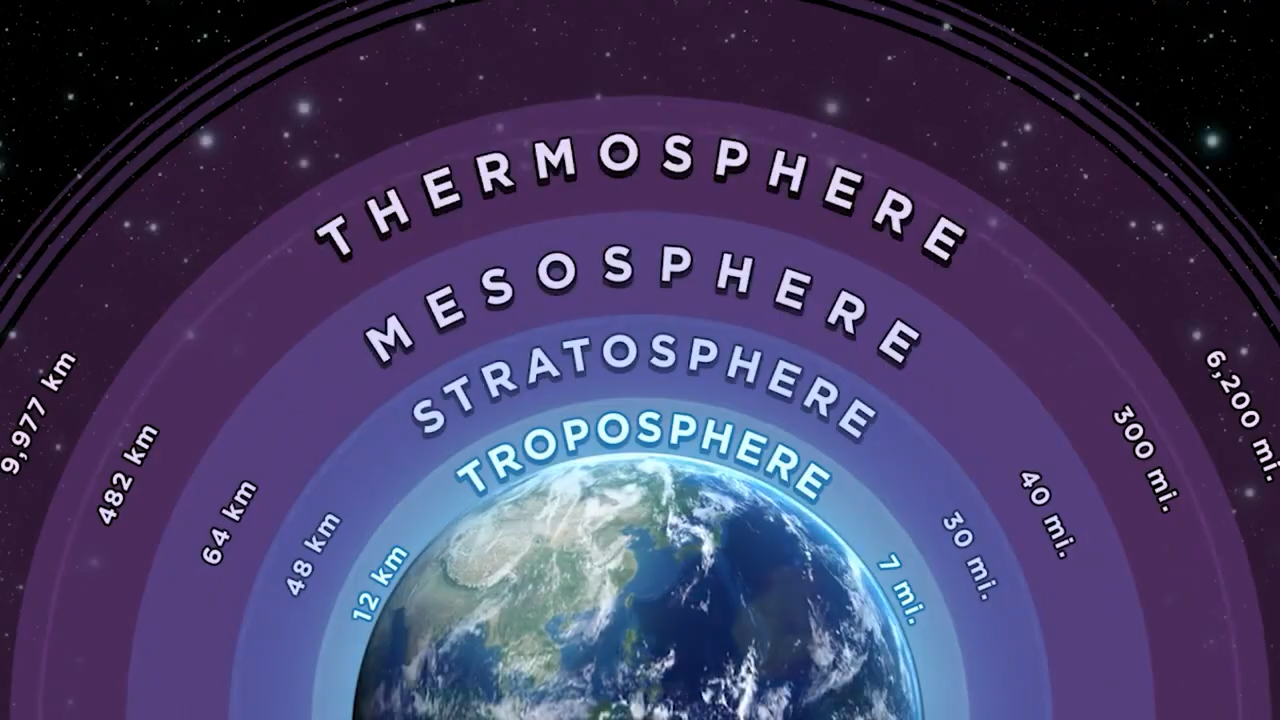 THERMOSPHERE
MESOSPHERE
STRATOSPHERE
TROPOSPHERE
9,977 km
482 km
64 km
48 km
12 km
7 mi.
30 mi.
40 mi.
300 mi.
6,200 mi.